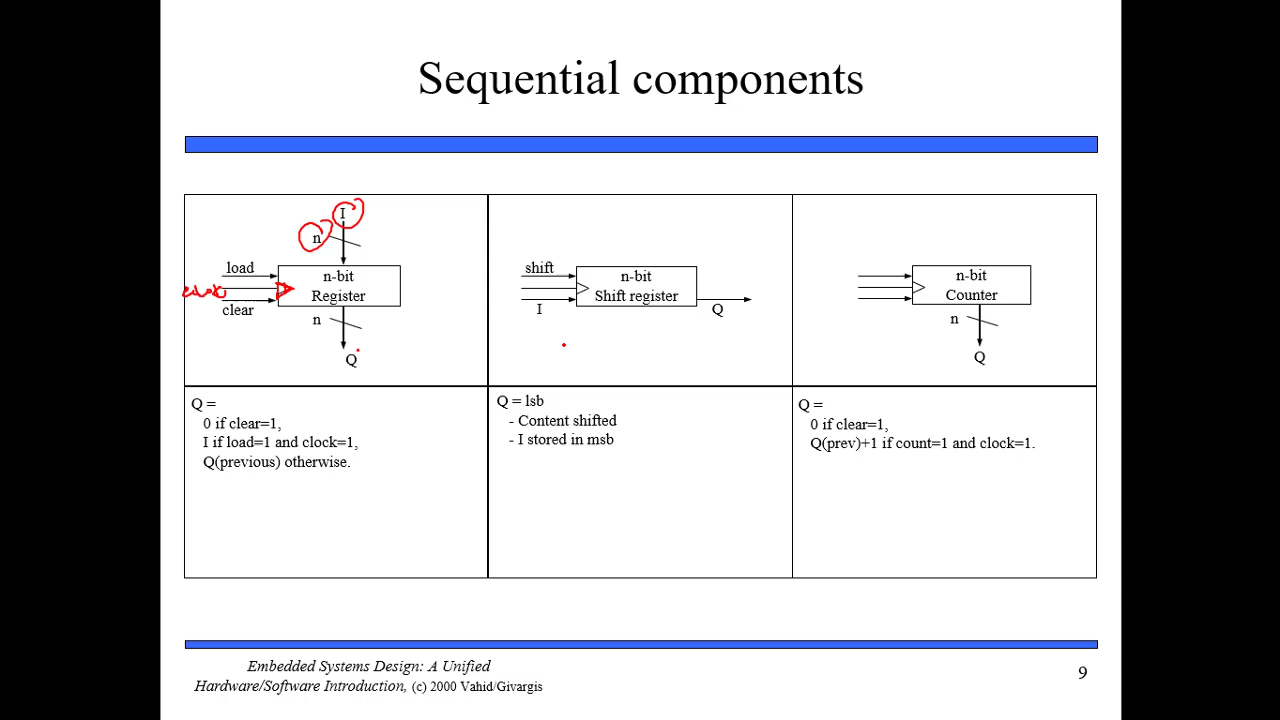 Sequential components
I
n
load
clock
clear
n-bit
Register
n
Q
shift
I
n-bit
Shift register
Q
n-bit
Counter
n
Q
Q =
0 if clear=1,
I if load=1 and clock=1,
Q(previous) otherwise.
Q = lsb
- Content shifted
- I stored in msb
Q =
0 if clear=1,
Q(prev)+1 if count=1 and clock=1.
Embedded Systems Design: A Unified
Hardware/Software Introduction, (c) 2000 Vahid/Givargis
9